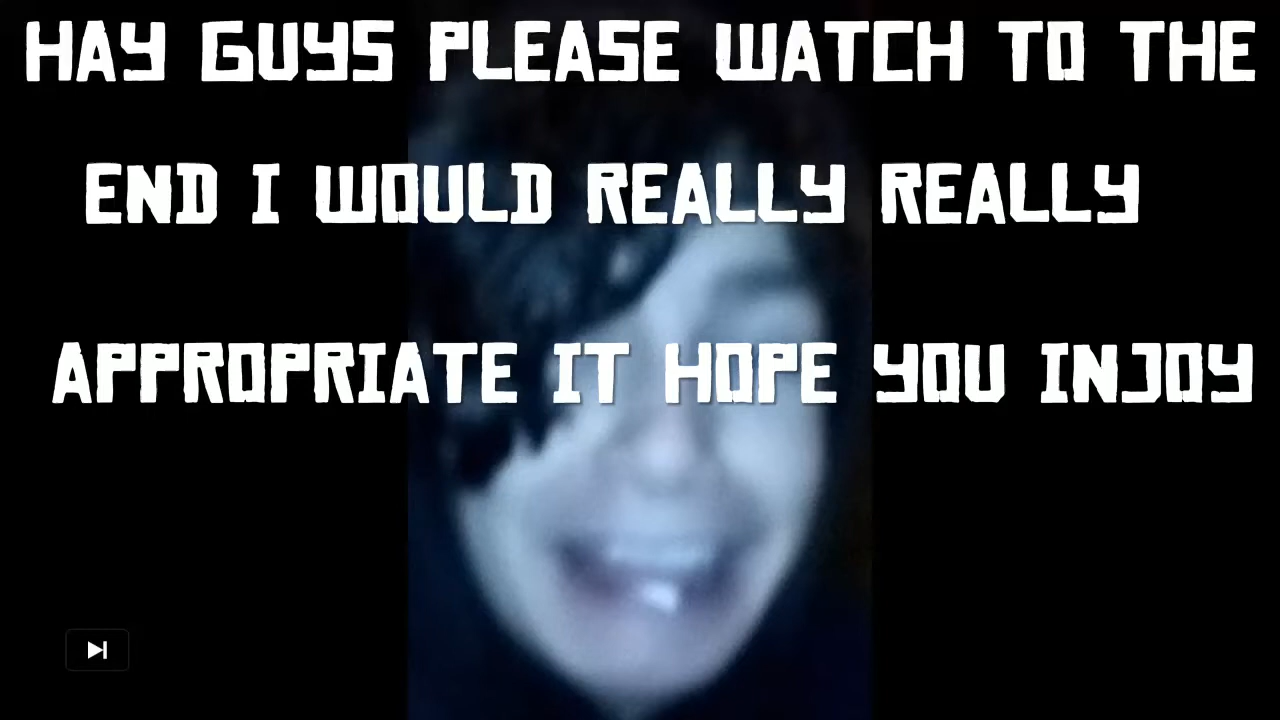 HAY GUYS PLEASE WATCH TO THE
END I WOULD REALLY REALLY
APPROPRIATE IT HOPE YOU INJOY